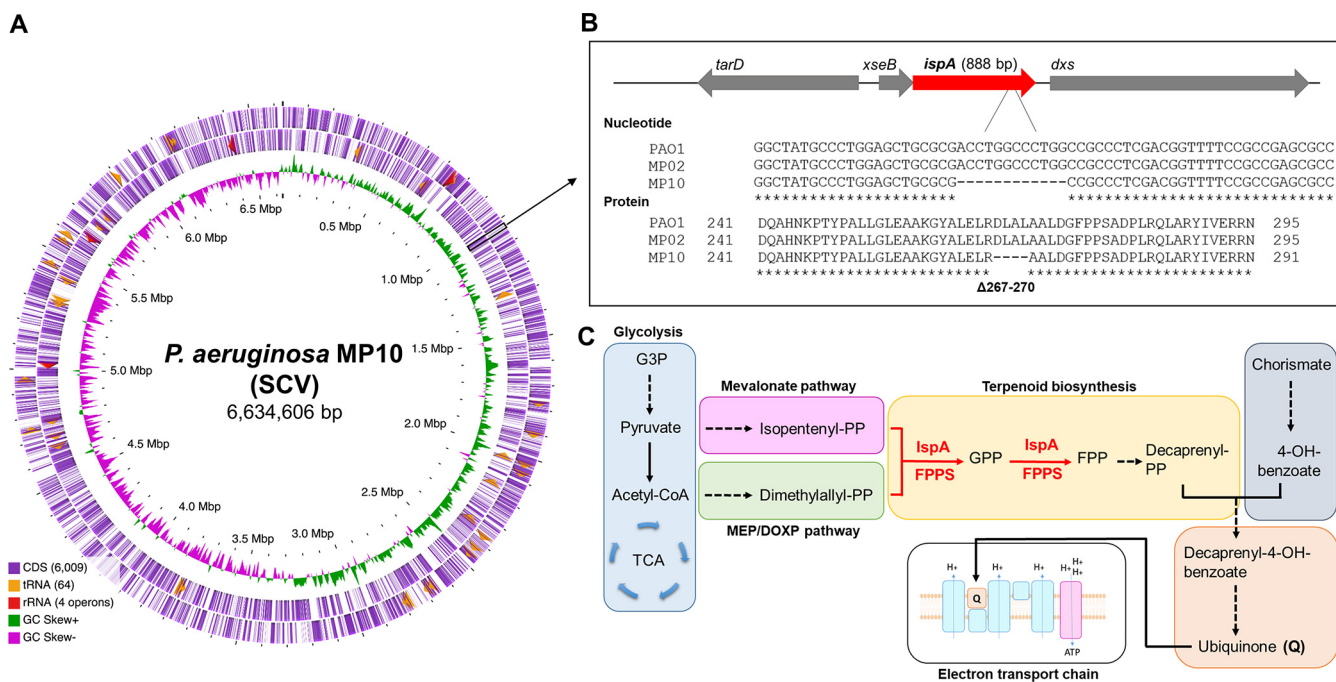 A
6.5 Mbp
0.5 Mbp
6.0 Mbp
1.0 Mbp
5.5 Mbp
1.5 Mbp
5.0 Mbp
2.0 Mbp
4.5 Mbp
2.5 Mbp
4.0 Mbp
3.5 Mbp
3.0 Mbp
P. aeruginosa MP10
(SCV)
6,634,606 bp
CDS (6,009)
tRNA (64)
rRNA (4 operons)
GC Skew+
GC Skew-
B
tarD xseB ispA (888 bp) dxs
Nucleotide
PAO1 GGCTATGCCCTGGAGCTGCGCGACCTGGCCCTGGCCGCCCTCGACGGTTTTCCGCCGAGCGCC
MP02 GGCTATGCCCTGGAGCTGCGCGACCTGGCCCTGGCCGCCCTCGACGGTTTTCCGCCGAGCGCC
MP10 GGCTATGCCCTGGAGCTGCGCG------------CCGCCCTCGACGGTTTTCCGCCGAGCGCC
********************** *****************************
Protein
PAO1 241 DQAHNKPTYPALLGLEAAKGYALELRDLALAALDGFPPSADPLRQLARYIVERRN 295
MP02 241 DQAHNKPTYPALLGLEAAKGYALELRDLALAALDGFPPSADPLRQLARYIVERRN 295
MP10 241 DQAHNKPTYPALLGLEAAKGYALELR----AALDGFPPSADPLRQLARYIVERRN 291
************************** *************************
Δ267-270
C
Glycolysis
G3P
Pyruvate
Acetyl-CoA
TCA
Mevalonate pathway
Isopentenyl-PP
Dimethylallyl-PP
MEP/DOXP pathway
Terpenoid biosynthesis
IspA
FPPS
GPP
IspA
FPPS
FPP
Decaprenyl-
PP
Chorismate
4-OH-
benzoate
Decaprenyl-4-OH-
benzoate
Ubiquinone (Q)
H+ H+ H+ H+ H+ H+
Q
ATP
Electron transport chain